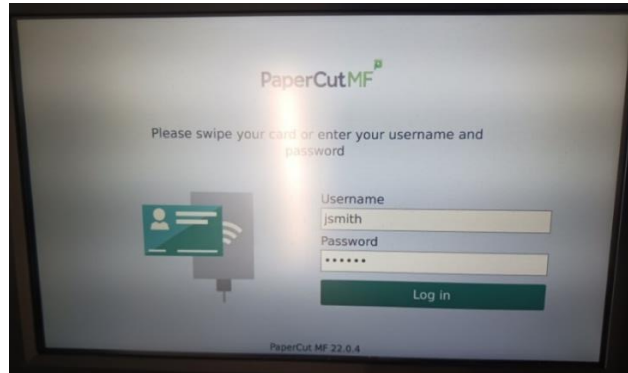 PaperCutMF
Please swipe your card or enter your username and
password
Username
jsmith
Password
••••••
Log in
PaperCut MF 22.0.4